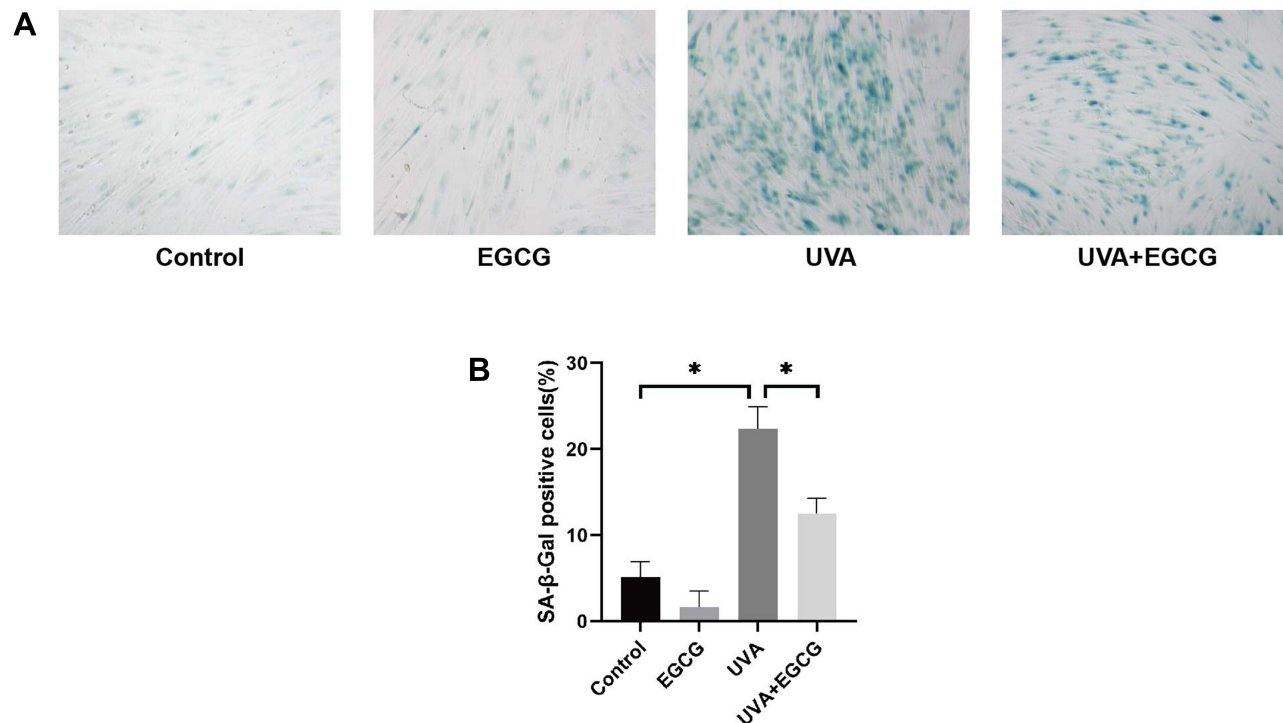 A
Control
EGCG
UVA
UVA+EGCG
B
SA-β-Gal positive cells(%)
30
20
10
0
*
*
Control
EGCG
UVA
UVA+EGCG